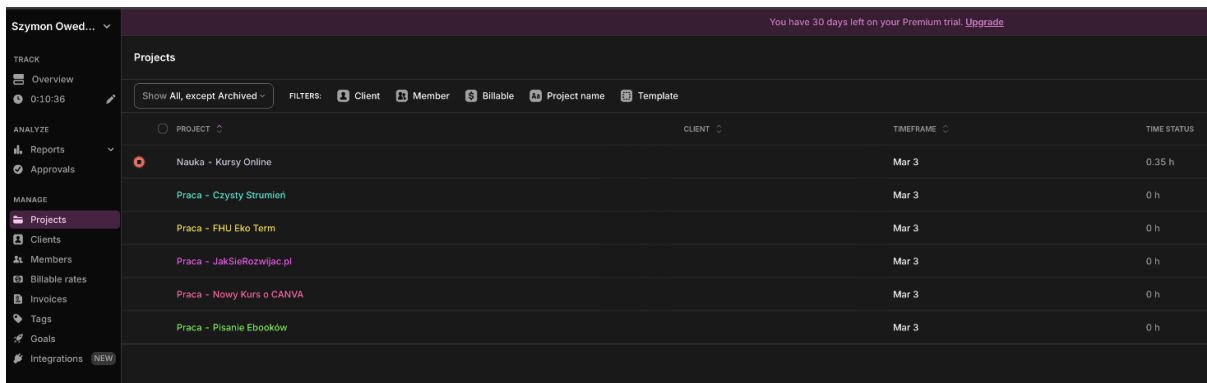 Szymon Owed...
You have 30 days left on your Premium trial. Upgrade
TRACK
Overview
0:10:36
ANALYZE
Reports
Approvals
MANAGE
Projects
Clients
Members
Billable rates
Invoices
Tags
Goals
Integrations NEW
Projects
Show All, except Archived
FILTERS: Client Member Billable Aa Project name Template
PROJECT CLIENT TIMEFRAME TIME STATUS
Nauka - Kursy Online Mar 3 0.35 h
Praca - Czysty Strumień Mar 3 0 h
Praca - FHU Eko Term Mar 3 0 h
Praca - JakSieRozwijac.pl Mar 3 0 h
Praca - Nowy Kurs o CANVA Mar 3 0 h
Praca - Pisanie Ebooków Mar 3 0 h